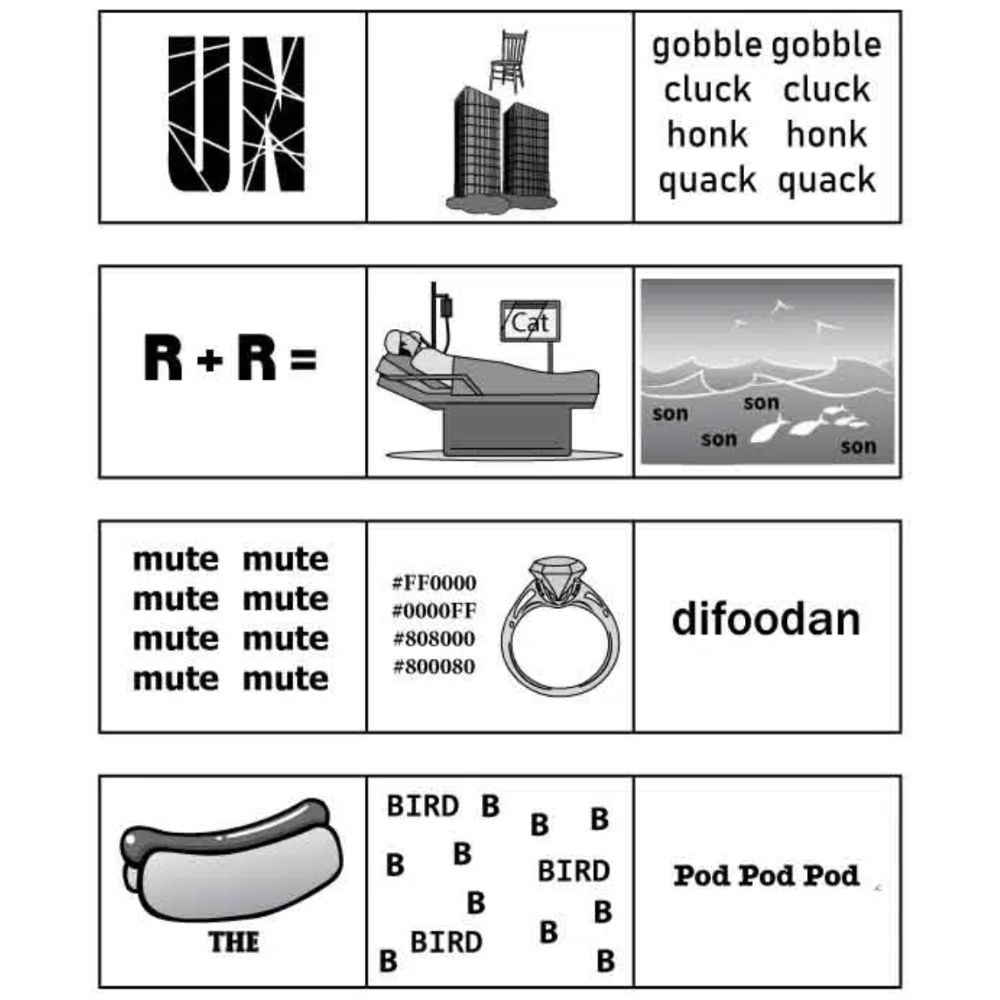 UN
gobble gobble
cluck cluck
honk honk
quack quack
R + R =
Cat
son
son
son
son
mute mute
mute mute
mute mute
mute mute
#FF0000
#0000FF
#808000
#800080
difoodan
THE
BIRD B
B B
B B
BIRD
B
B
B
BIRD
B B
Pod Pod Pod